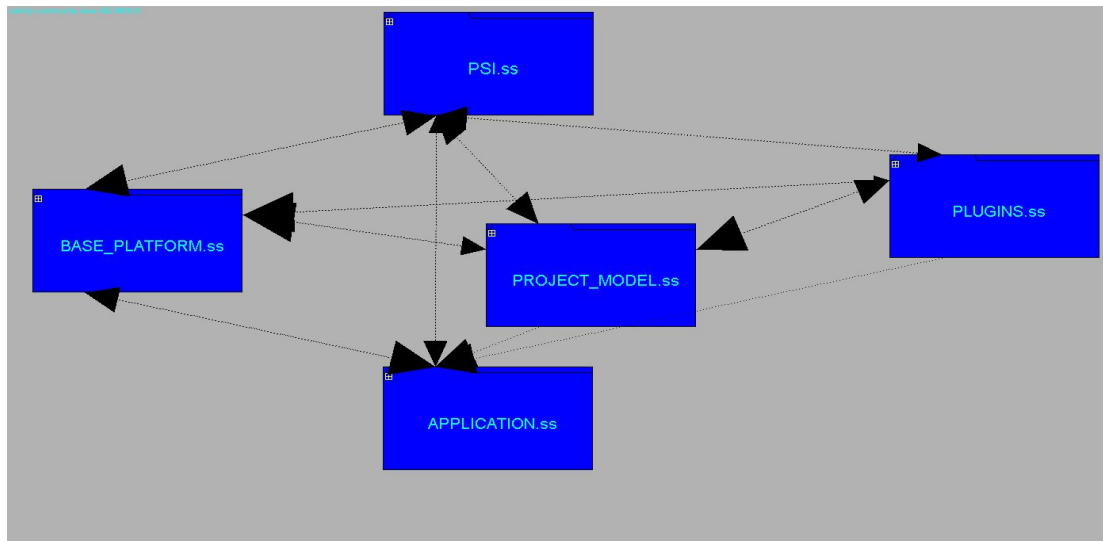 PSI.ss
PLUGINS.ss
BASE_PLATFORM.ss
PROJECT_MODEL.ss
APPLICATION.ss